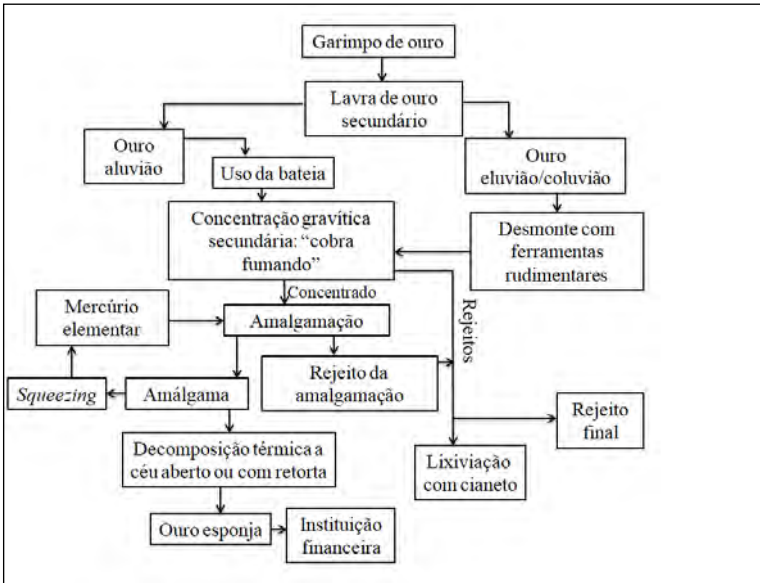 Garimpo de ouro
Lavra de ouro
secundário
Ouro
aluvião
Uso da bateia
Ouro
eluvião/coluvião
Concentração gravítica
secundária: “cobra
fumando”
Desmonte com
ferramentas
rudimentares
Concentrado
Rejeitos
Mercúrio
elementar
Amalgamação
Rejeito da
amalgamação
Squeezing
Amálgama
Rejeito
final
Decomposição térmica a
céu aberto ou com retorta
Lixiviação
com cianeto
Ouro esponja
Instituição
financeira